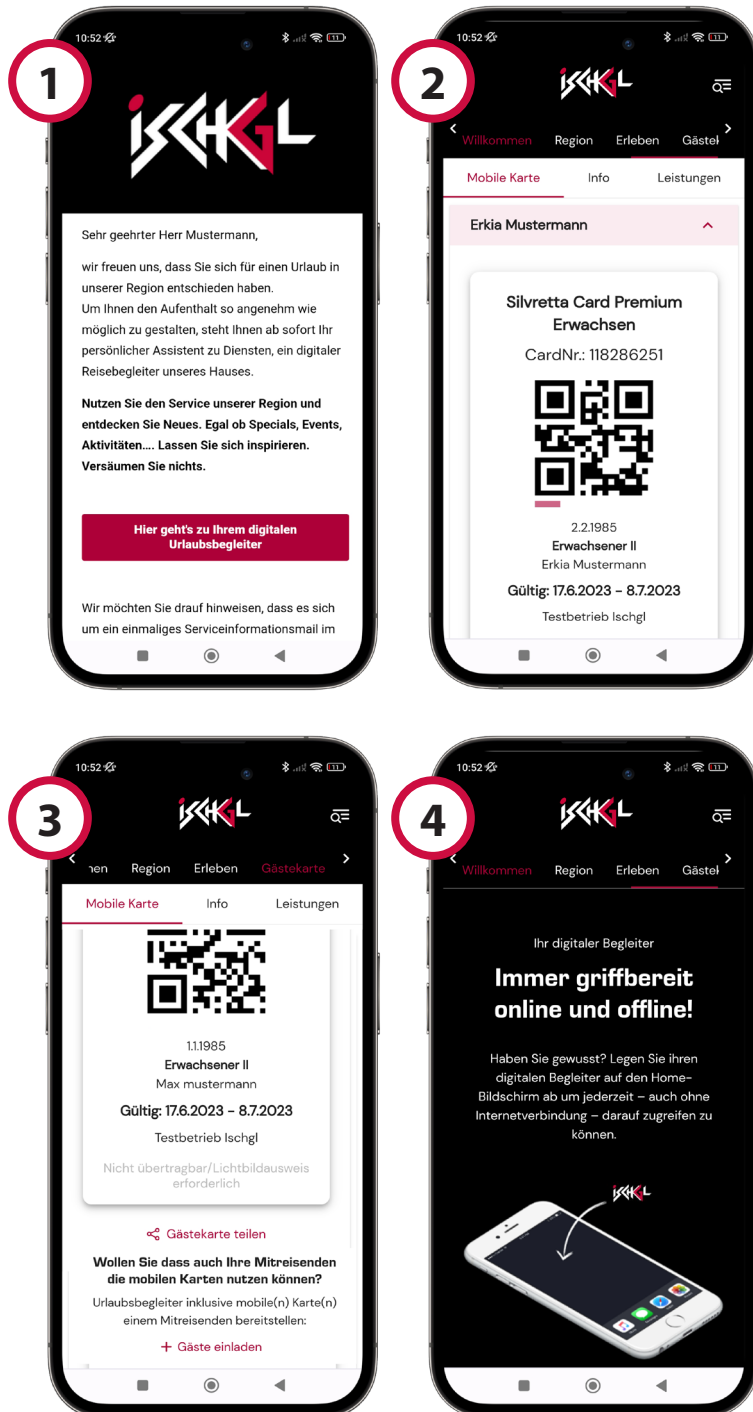 1
10:52
iSCHGL
Sehr geehrter Herr Mustermann,
wir freuen uns, dass Sie sich für einen Urlaub in
unserer Region entschieden haben.
Um Ihnen den Aufenthalt so angenehm wie
möglich zu gestalten, steht Ihnen ab sofort Ihr
persönlicher Assistent zu Diensten, ein digitaler
Reisebegleiter unseres Hauses.
Nutzen Sie den Service unserer Region und
entdecken Sie Neues. Egal ob Specials, Events,
Aktivitäten.... Lassen Sie sich inspirieren.
Versäumen Sie nichts.
Hier geht's zu Ihrem digitalen
Urlaubsbegleiter
Wir möchten Sie drauf hinweisen, dass es sich
um ein einmaliges Serviceinformationsmail im
2
10:52
iSCHGL
Willkommen Region Erleben Gästek
Mobile Karte Info Leistungen
Erkia Mustermann
Silvretta Card Premium
Erwachsen
CardNr.: 118286251
2.2.1985
Erwachsener II
Erkia Mustermann
Gültig: 17.6.2023 – 8.7.2023
Testbetrieb Ischgl
3
10:52
iSCHGL
nen Region Erleben Gästekarte
Mobile Karte Info Leistungen
1.1.1985
Erwachsener II
Max mustermann
Gültig: 17.6.2023 – 8.7.2023
Testbetrieb Ischgl
Nicht übertragbar/Lichtbildausweis
erforderlich
Gästekarte teilen
Wollen Sie dass auch Ihre Mitreisenden
die mobilen Karten nutzen können?
Urlaubsbegleiter inklusive mobile(n) Karte(n)
einem Mitreisenden bereitstellen:
+ Gäste einladen
4
10:52
iSCHGL
Willkommen Region Erleben Gästek
Ihr digitaler Begleiter
Immer griffbereit
online und offline!
Haben Sie gewusst? Legen Sie ihren
digitalen Begleiter auf den Home-
Bildschirm ab um jederzeit – auch ohne
Internetverbindung – darauf zugreifen zu
können.
iSCHGL